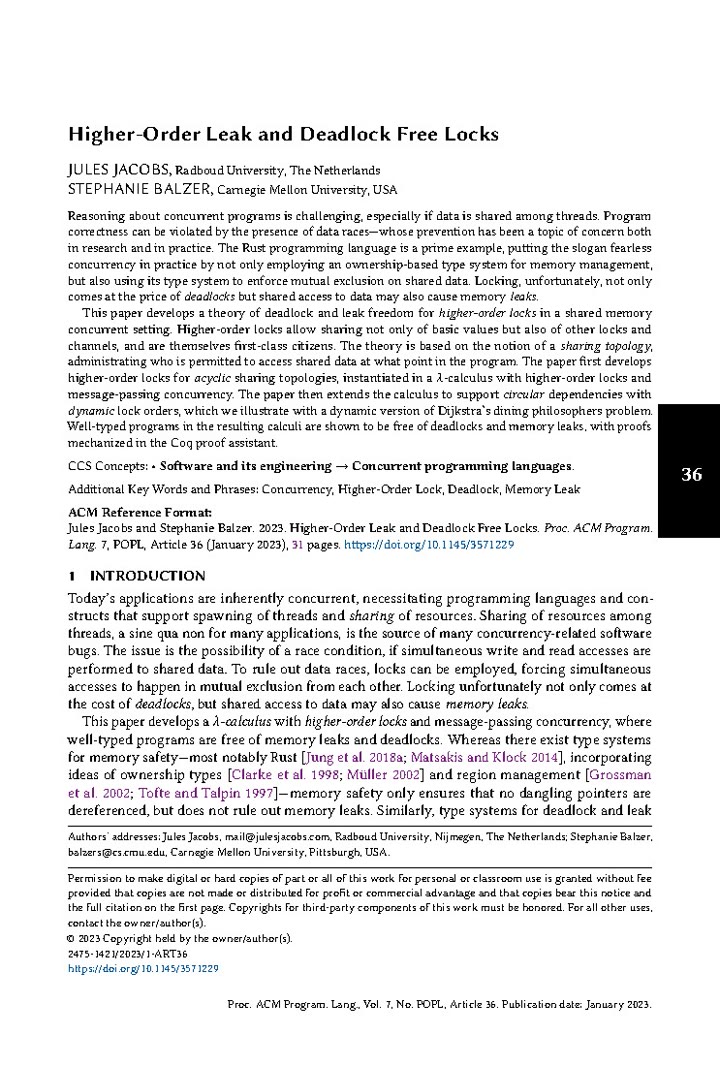 Higher-Order Leak and Deadlock Free Locks
JULES JACOBS, Radboud University, The Netherlands
STEPHANIE BALZER, Carnegie Mellon University, USA
Reasoning about concurrent programs is challenging, especially if data is shared among threads. Program
correctness can be violated by the presence of data races—whose prevention has been a topic of concern both
in research and in practice. The Rust programming language is a prime example, putting the slogan fearless
concurrency in practice by not only employing an ownership-based type system for memory management,
but also using its type system to enforce mutual exclusion on shared data. Locking, unfortunately, not only
comes at the price of deadlocks but shared access to data may also cause memory leaks.
This paper develops a theory of deadlock and leak freedom for higher-order locks in a shared memory
concurrent setting. Higher-order locks allow sharing not only of basic values but also of other locks and
channels, and are themselves first-class citizens. The theory is based on the notion of a sharing topology,
administrating who is permitted to access shared data at what point in the program. The paper first develops
higher-order locks for acyclic sharing topologies, instantiated in a λ-calculus with higher-order locks and
message-passing concurrency. The paper then extends the calculus to support circular dependencies with
dynamic lock orders, which we illustrate with a dynamic version of Dijkstra's dining philosophers problem.
Well-typed programs in the resulting calculi are shown to be free of deadlocks and memory leaks, with proofs
mechanized in the Coq proof assistant.
36
CCS Concepts: • Software and its engineering → Concurrent programming languages.
Additional Key Words and Phrases: Concurrency, Higher-Order Lock, Deadlock, Memory Leak
ACM Reference Format:
Jules Jacobs and Stephanie Balzer. 2023. Higher-Order Leak and Deadlock Free Locks. Proc. ACM Program.
Lang. 7, POPL, Article 36 (January 2023), 31 pages. https://doi.org/10.1145/3571229
1 INTRODUCTION
Today's applications are inherently concurrent, necessitating programming languages and con-
structs that support spawning of threads and sharing of resources. Sharing of resources among
threads, a sine qua non for many applications, is the source of many concurrency-related software
bugs. The issue is the possibility of a race condition, if simultaneous write and read accesses are
performed to shared data. To rule out data races, locks can be employed, forcing simultaneous
accesses to happen in mutual exclusion from each other. Locking unfortunately not only comes at
the cost of deadlocks, but shared access to data may also cause memory leaks.
This paper develops a λ-calculus with higher-order locks and message-passing concurrency, where
well-typed programs are free of memory leaks and deadlocks. Whereas there exist type systems
for memory safety—most notably Rust [Jung et al. 2018a; Matsakis and Klock 2014], incorporating
ideas of ownership types [Clarke et al. 1998; Müller 2002] and region management [Grossman
et al. 2002; Tofte and Talpin 1997]—memory safety only ensures that no dangling pointers are
dereferenced, but does not rule out memory leaks. Similarly, type systems for deadlock and leak
Authors' addresses: Jules Jacobs, mail@julesjacobs.com, Radboud University, Nijmegen, The Netherlands; Stephanie Balzer,
balzers@cs.cmu.edu, Carnegie Mellon University, Pittsburgh, USA.
Permission to make digital or hard copies of part or all of this work for personal or classroom use is granted without fee
provided that copies are not made or distributed for profit or commercial advantage and that copies bear this notice and
the full citation on the first page. Copyrights for third-party components of this work must be honored. For all other uses,
contact the owner/author(s).
© 2023 Copyright held by the owner/author(s).
2475-1421/2023/1-ART36
https://doi.org/10.1145/3571229
Proc. ACM Program. Lang., Vol. 7, No. POPL, Article 36. Publication date: January 2023.